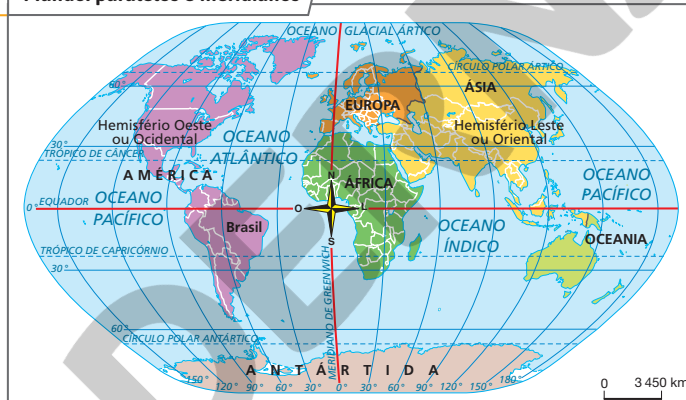 Mundi: paralelos e meridianos
OCEANO GLACIAL ÁRTICO
CÍRCULO POLAR ÁRTICO
60°
ÁSIA
EUROPA
Hemisfério Oeste
ou Ocidental
Hemisfério Leste
ou Oriental
OCEANO
ATLÂNTICO
30°
TRÓPICO DE CÂNCER
AMÉRICA
N
ÁFRICA
OCEANO
PACÍFICO
OCEANO
PACÍFICO
EQUADOR
0°
O
L
S
Brasil
OCEANO
ÍNDICO
OCEANIA
TRÓPICO DE CAPRICÓRNIO
30°
MERIDIANO DE GREENWICH
60°
CÍRCULO POLAR ANTÁRTICO
ANTÁRTIDA
150° 120° 90° 60° 30° 0° 30° 60° 90° 120° 150° 180°
0 3 450 km